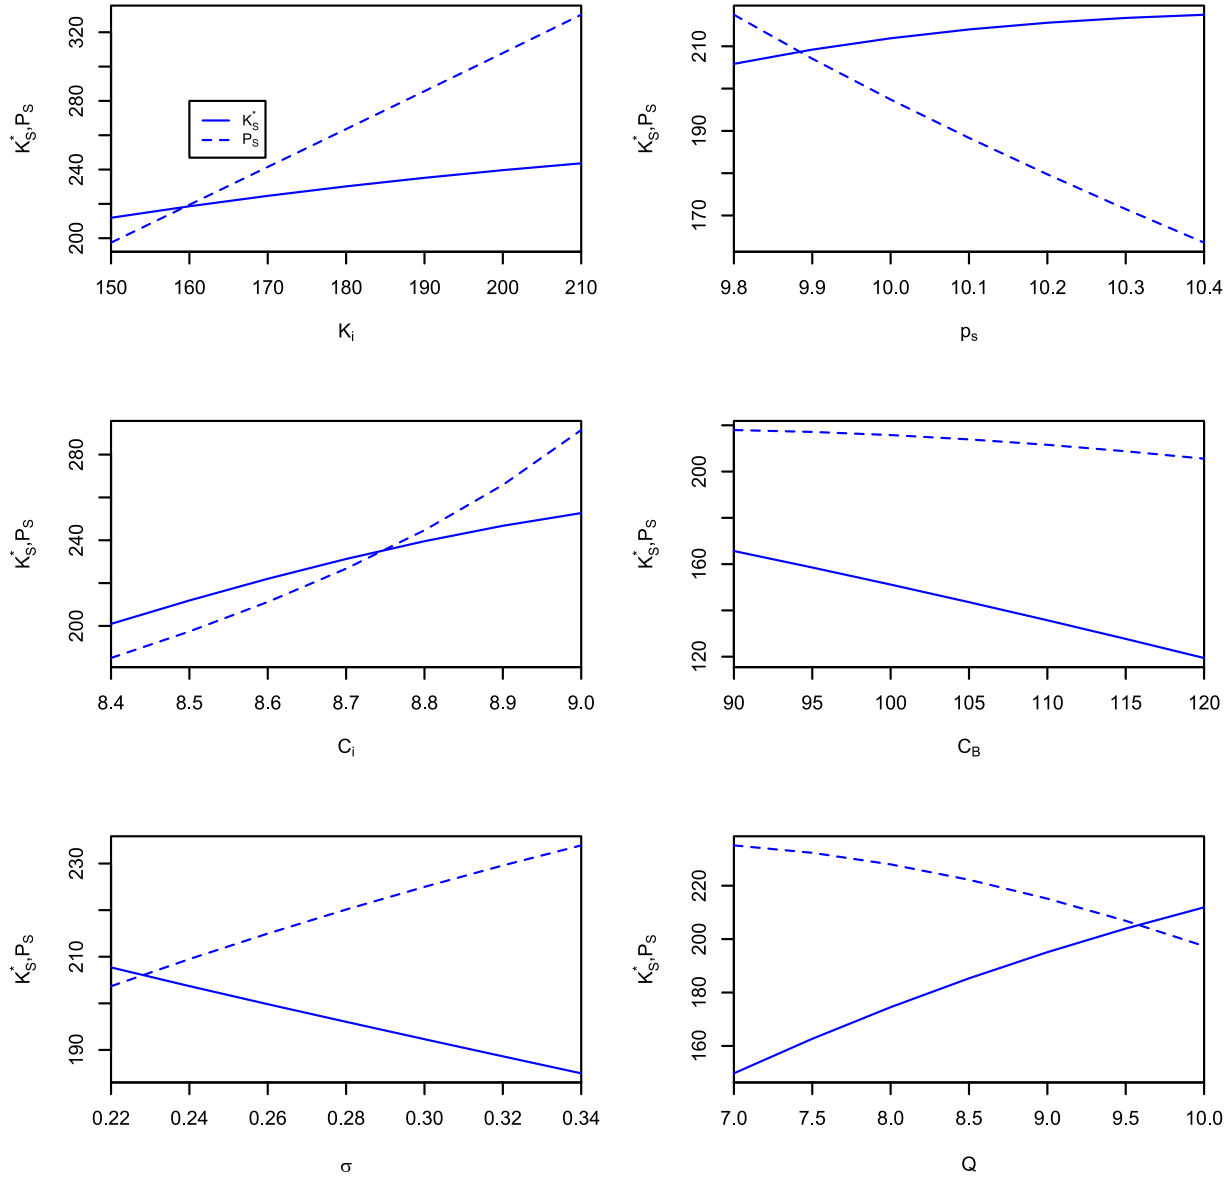 K*S,PS
320
280
240
200
K*S
PS
150 160 170 180 190 200 210
Ki
K*S,PS
210
190
170
9.8 9.9 10.0 10.1 10.2 10.3 10.4
ps
K*S,PS
280
240
200
8.4 8.5 8.6 8.7 8.8 8.9 9.0
Ci
K*S,PS
200
160
120
90 95 100 105 110 115 120
CB
K*S,PS
230
210
190
0.22 0.24 0.26 0.28 0.30 0.32 0.34
σ
K*S,PS
220
200
180
160
7.0 7.5 8.0 8.5 9.0 9.5 10.0
Q